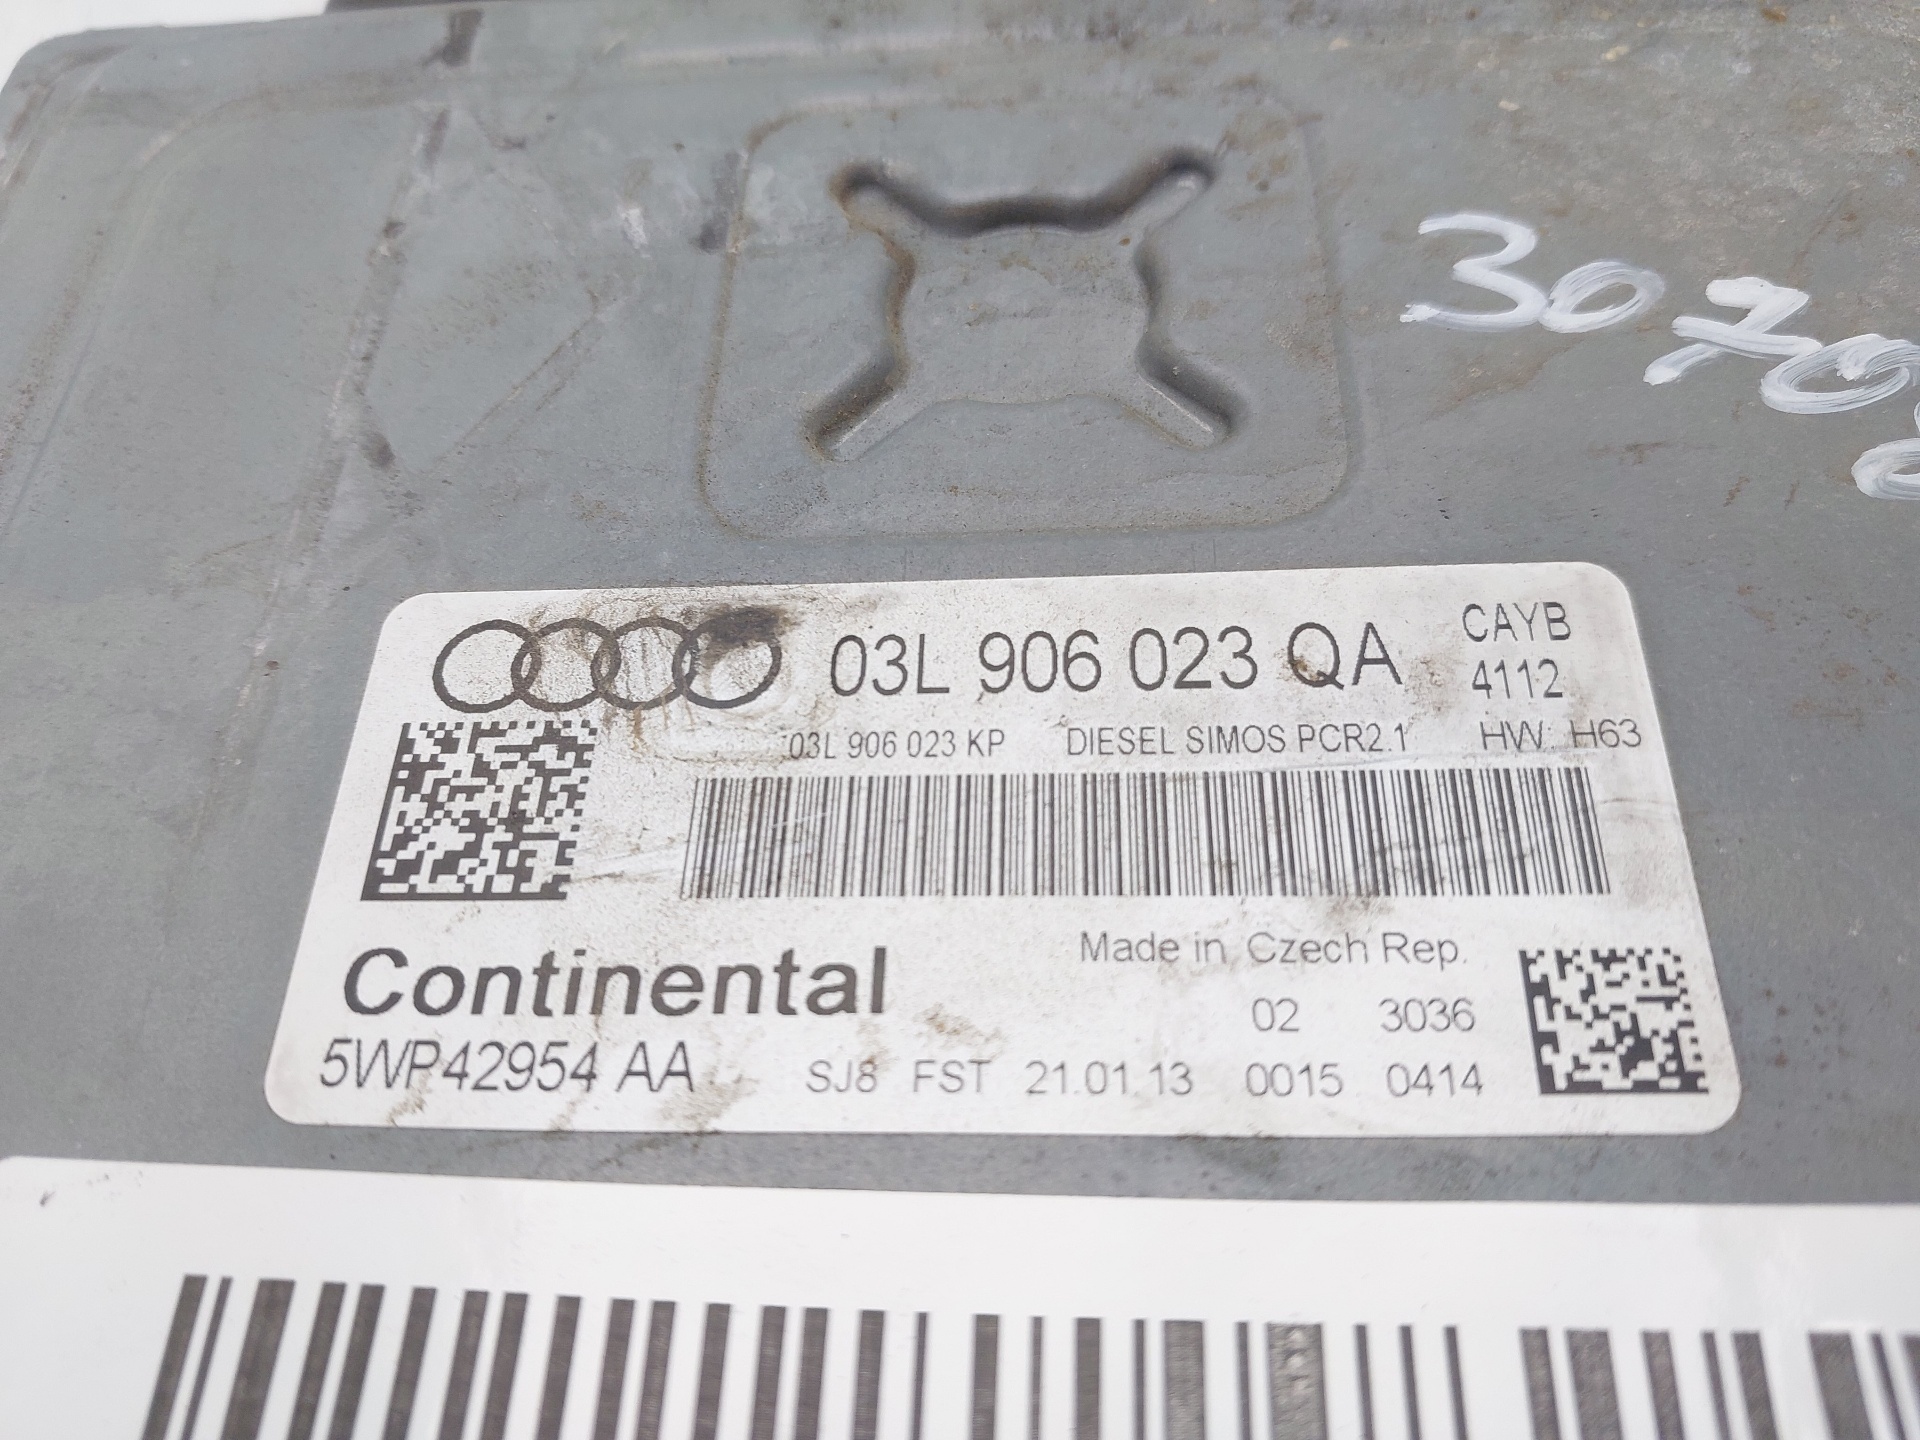 3070
03L 906 023 QA
CAYB
4112
03L 906 023 KP DIESEL SIMOS PCR2.1 HW: H63
Continental
Made in Czech Rep.
02 3036
5WP42954 AA SJ8 FST 21.01.13 0015 0414